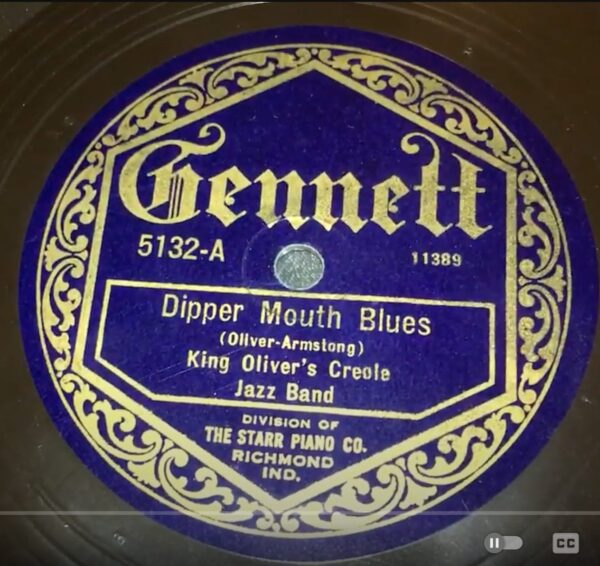 Gennett
5132-A 11389
Dipper Mouth Blues
(Oliver-Armstong)
King Oliver's Creole
Jazz Band
DIVISION OF
THE STARR PIANO CO.
RICHMOND
IND.
CC